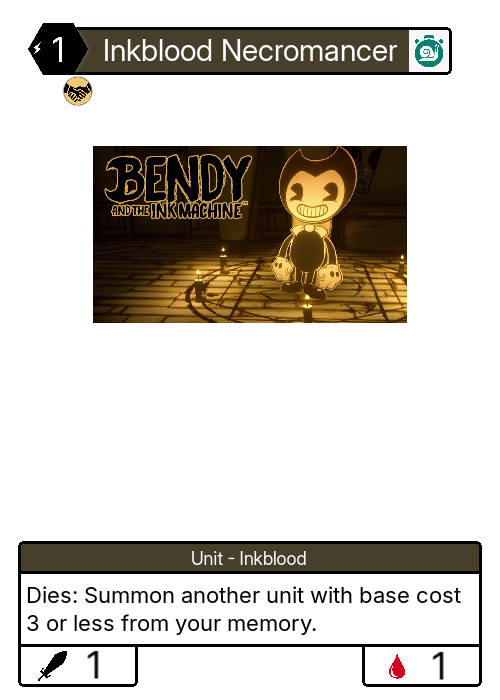 1 Inkblood Necromancer
BENDY
AND THE INK MACHINE
Unit - Inkblood
Dies: Summon another unit with base cost
3 or less from your memory.
1 1